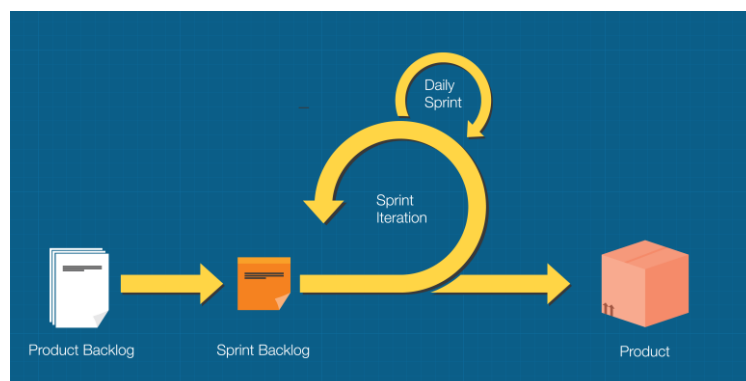 Daily
Sprint
Sprint
Iteration
Product Backlog
Sprint Backlog
Product